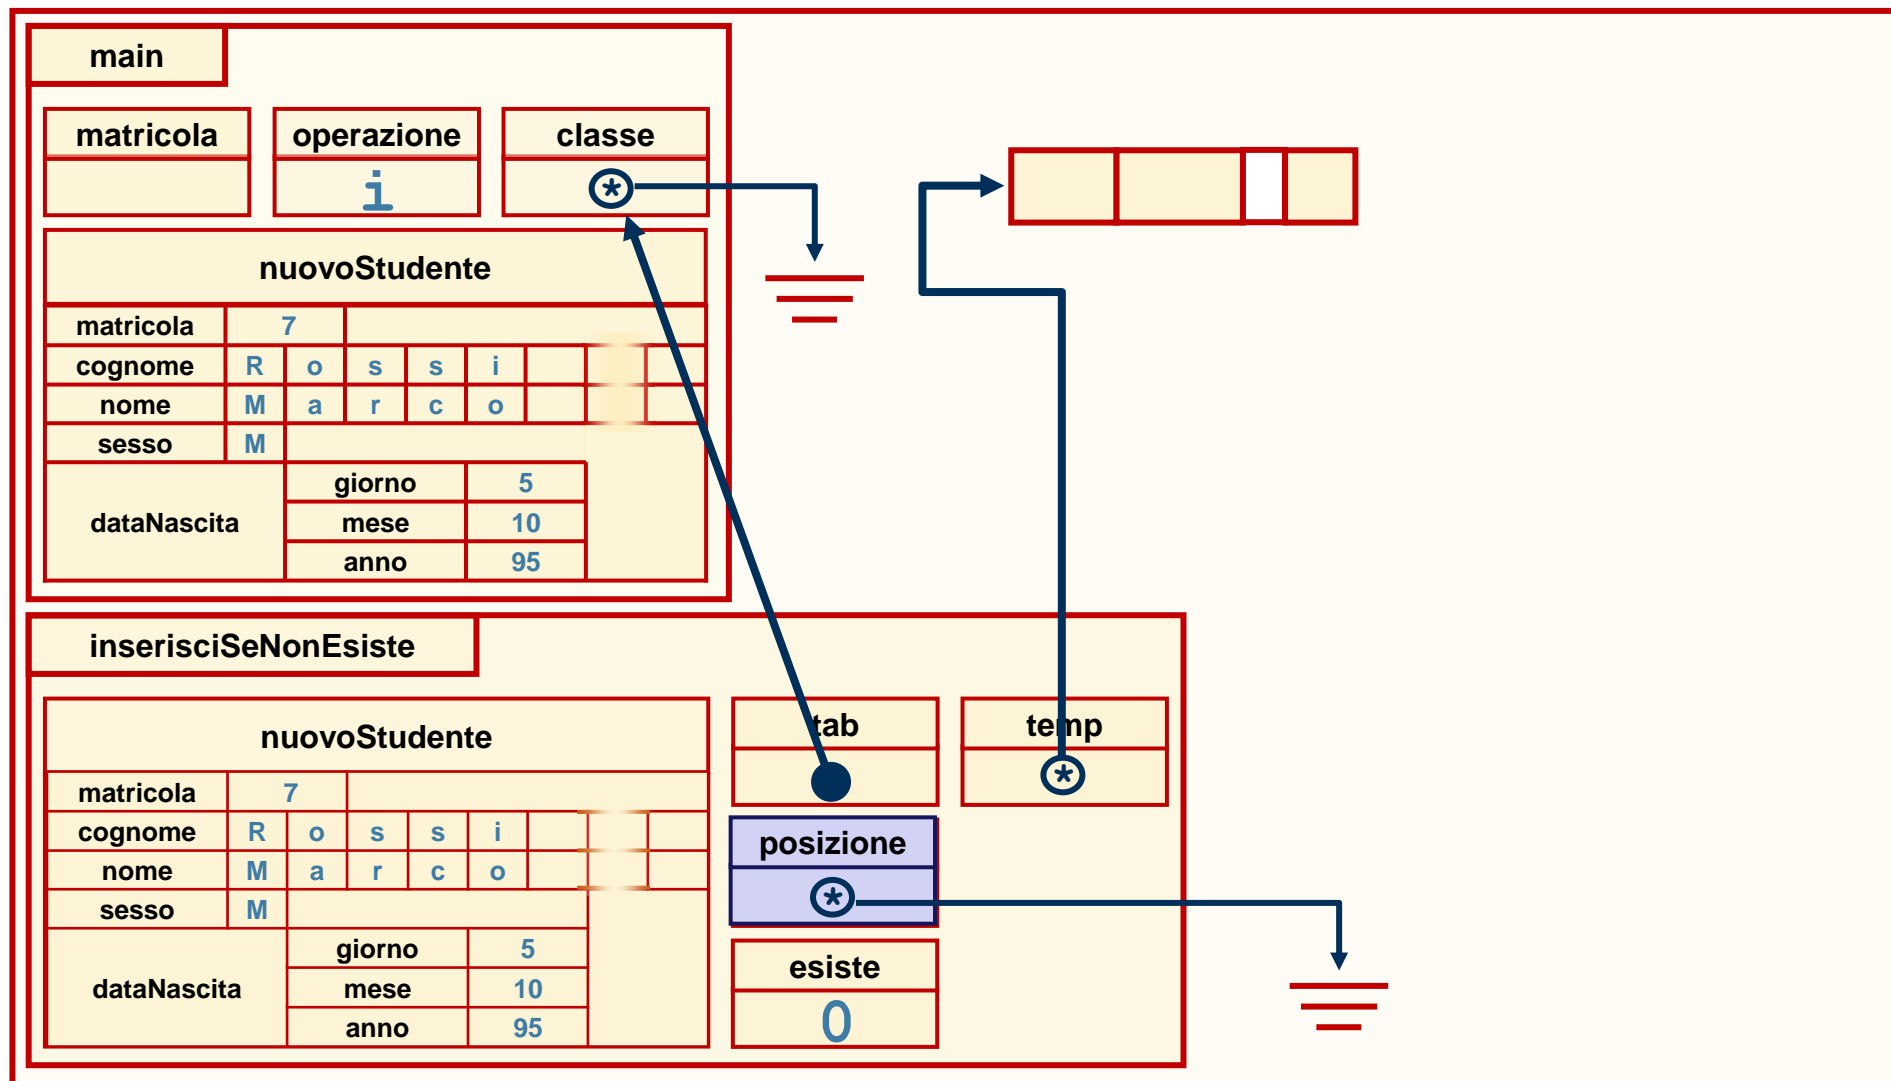 main
matricola operazione classe
i *
nuovoStudente
matricola 7
cognome R o s s i
nome M a r c o
sesso M
dataNascita giorno 5
mese 10
anno 95
inserisciSeNonEsiste
nuovoStudente
matricola 7
cognome R o s s i
nome M a r c o
sesso M
dataNascita giorno 5
mese 10
anno 95
tab temp
*
posizione
*
esiste
0